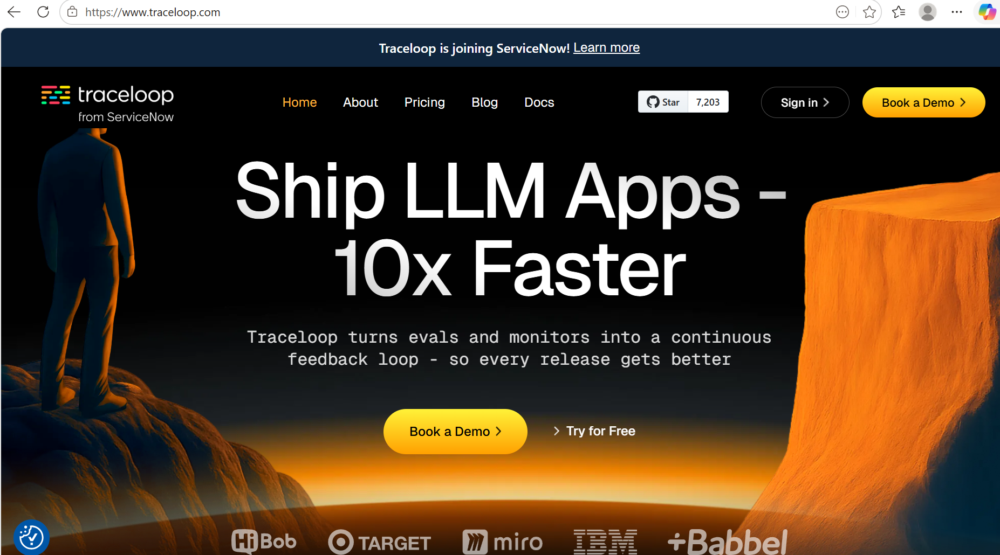 https://www.traceloop.com
Traceloop is joining ServiceNow! Learn more
traceloop
from ServiceNow
Home About Pricing Blog Docs
Star 7,203
Sign in
Book a Demo
Ship LLM Apps -
10x Faster
Traceloop turns evals and monitors into a continuous
feedback loop - so every release gets better
Book a Demo
Try for Free
HiBob TARGET miro IBM +Babbel